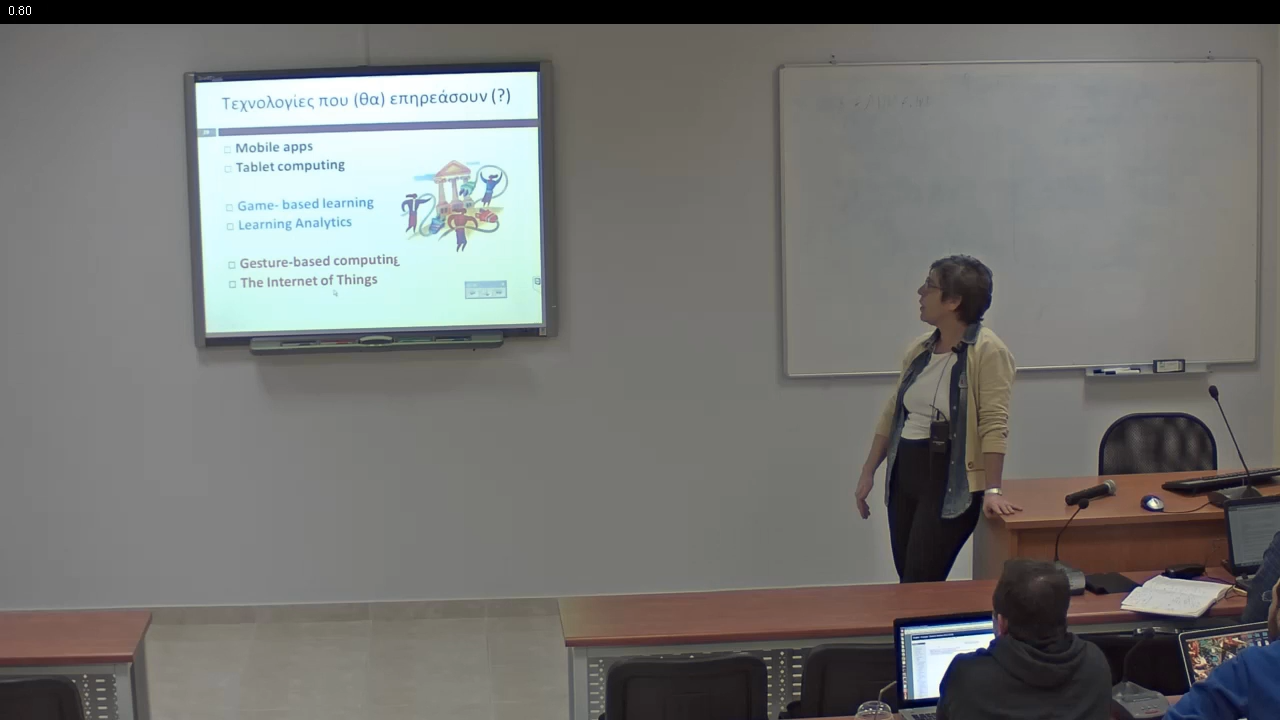 0.80
Τεχνολογίες που (θα) επηρεάσουν (?)
Mobile apps
Tablet computing
Game- based learning
Learning Analytics
Gesture-based computing
The Internet of Things